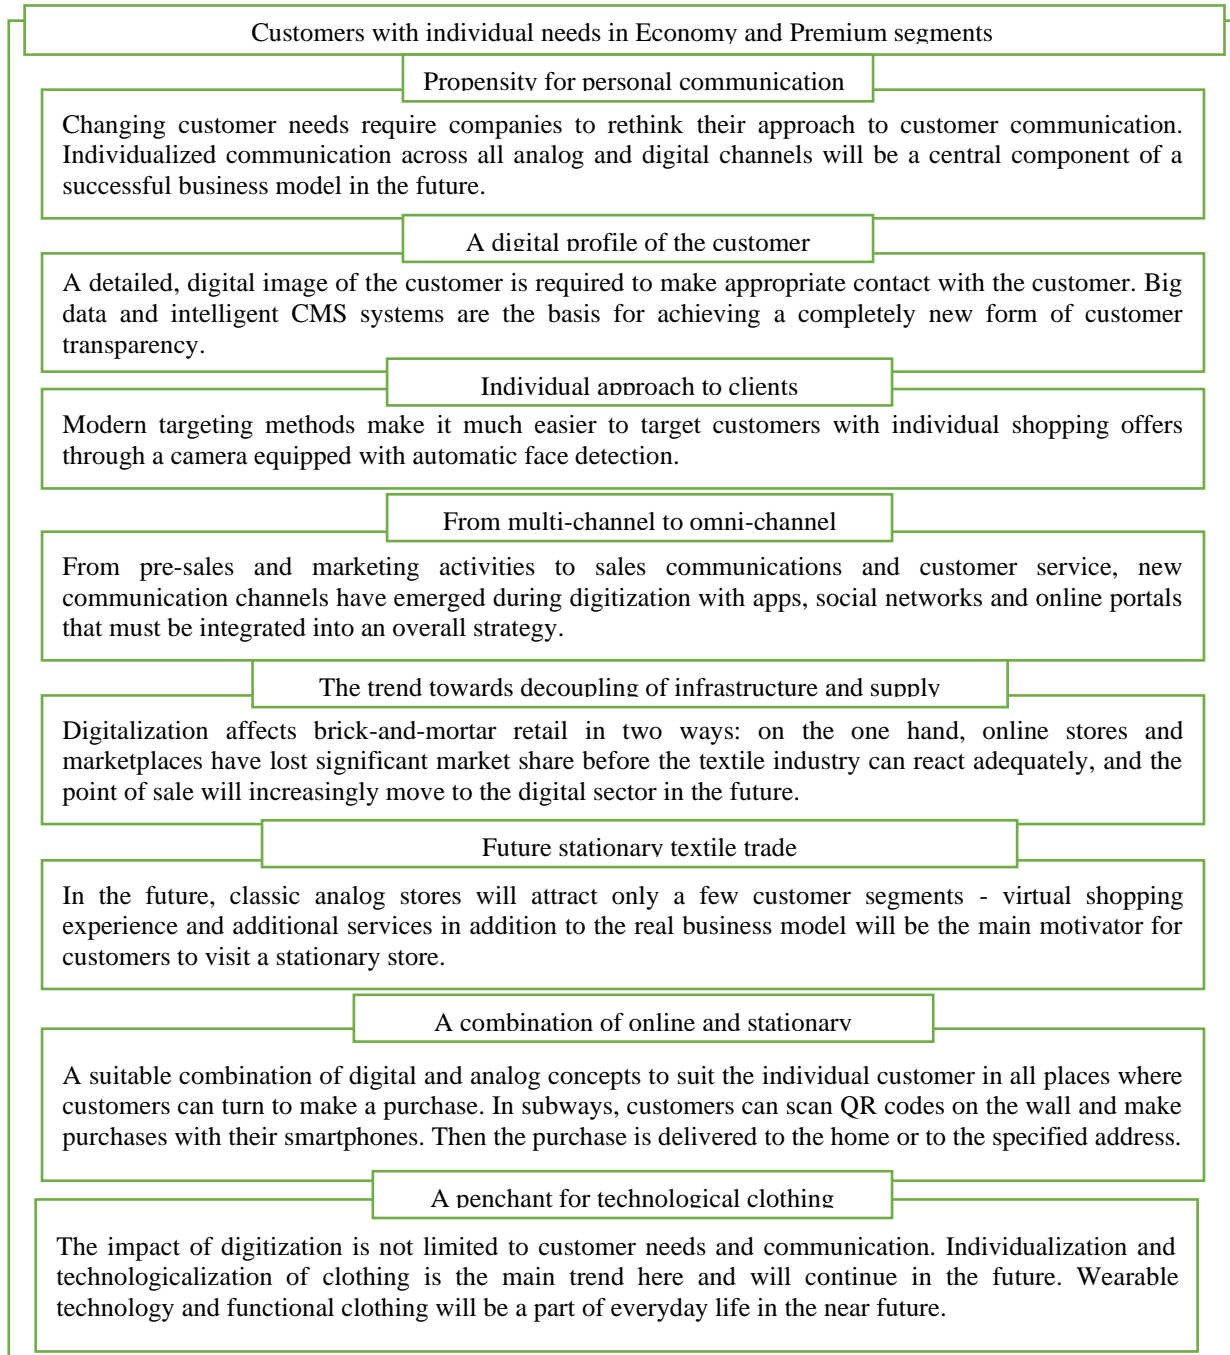 Customers with individual needs in Economy and Premium segments
Propensity for personal communication
Changing customer needs require companies to rethink their approach to customer communication.
Individualized communication across all analog and digital channels will be a central component of a
successful business model in the future.
A digital profile of the customer
A detailed, digital image of the customer is required to make appropriate contact with the customer. Big
data and intelligent CMS systems are the basis for achieving a completely new form of customer
transparency.
Individual approach to clients
Modern targeting methods make it much easier to target customers with individual shopping offers
through a camera equipped with automatic face detection.
From multi-channel to omni-channel
From pre-sales and marketing activities to sales communications and customer service, new
communication channels have emerged during digitization with apps, social networks and online portals
that must be integrated into an overall strategy.
The trend towards decoupling of infrastructure and supply
Digitalization affects brick-and-mortar retail in two ways: on the one hand, online stores and
marketplaces have lost significant market share before the textile industry can react adequately, and the
point of sale will increasingly move to the digital sector in the future.
Future stationary textile trade
In the future, classic analog stores will attract only a few customer segments - virtual shopping
experience and additional services in addition to the real business model will be the main motivator for
customers to visit a stationary store.
A combination of online and stationary
A suitable combination of digital and analog concepts to suit the individual customer in all places where
customers can turn to make a purchase. In subways, customers can scan QR codes on the wall and make
purchases with their smartphones. Then the purchase is delivered to the home or to the specified address.
A penchant for technological clothing
The impact of digitization is not limited to customer needs and communication. Individualization and
technologicalization of clothing is the main trend here and will continue in the future. Wearable
technology and functional clothing will be a part of everyday life in the near future.